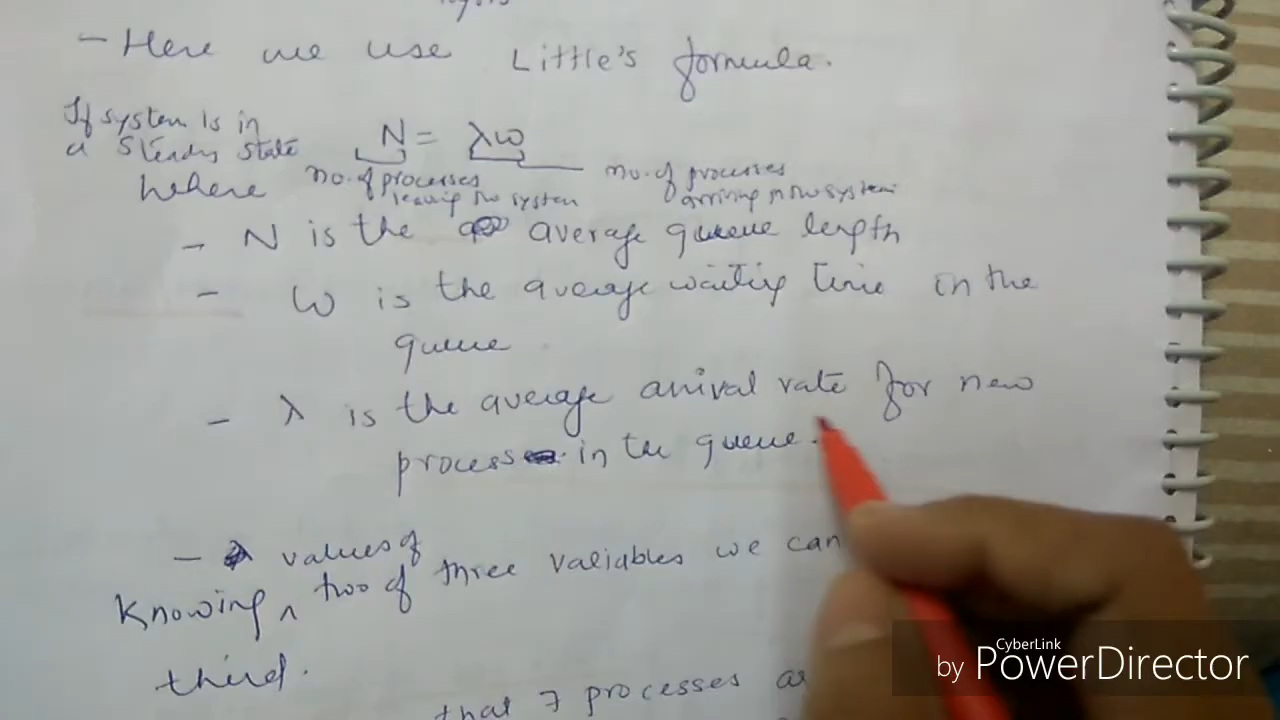 - Here we use Little's formula.
If system is in
a steady state
N = λω
where
no. of processes
leaving the system
no. of processes
arriving in the system
- N is the average queue length
- ω is the average waiting time in the
queue
- λ is the average arrival rate for new
process in the queue.
- values of
Knowing ^ two of three variables we can
third.
that 7 processes
by CyberLink PowerDirector